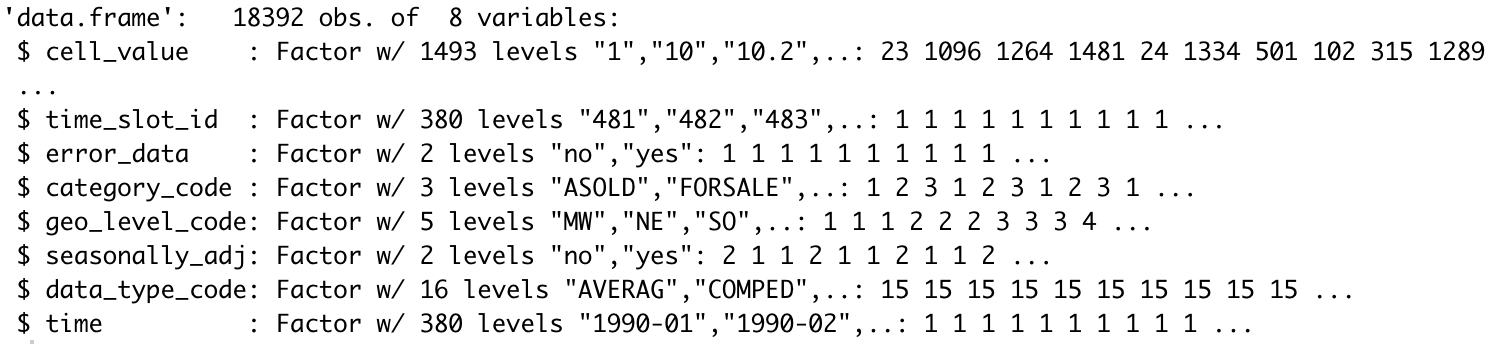 'data.frame':   18392 obs. of  8 variables:
 $ cell_value    : Factor w/ 1493 levels "1","10","10.2",..: 23 1096 1264 1481 24 1334 501 102 315 1289
 ...
 $ time_slot_id  : Factor w/ 380 levels "481","482","483",..: 1 1 1 1 1 1 1 1 1 1 ...
 $ error_data    : Factor w/ 2 levels "no","yes": 1 1 1 1 1 1 1 1 1 1 ...
 $ category_code : Factor w/ 3 levels "ASOLD","FORSALE",..: 1 2 3 1 2 3 1 2 3 1 ...
 $ geo_level_code: Factor w/ 5 levels "MW","NE","SO",..: 1 1 1 2 2 2 3 3 3 4 ...
 $ seasonally_adj: Factor w/ 2 levels "no","yes": 2 1 1 2 1 1 2 1 1 2 ...
 $ data_type_code: Factor w/ 16 levels "AVERAG","COMPED",..: 15 15 15 15 15 15 15 15 15 15 ...
 $ time          : Factor w/ 380 levels "1990-01","1990-02",..: 1 1 1 1 1 1 1 1 1 1 ...